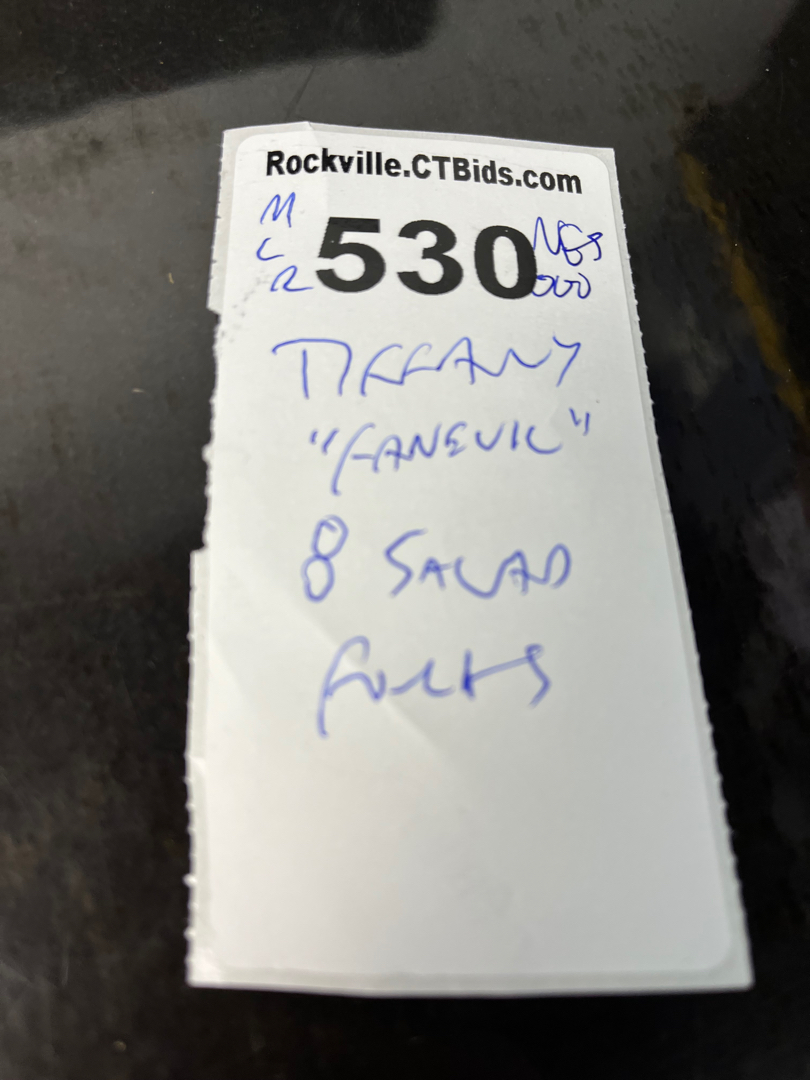 Rockville.CTBids.com
M
C
R
530
TIFFANY
"FANEUIL"
8 SALAD
Forks